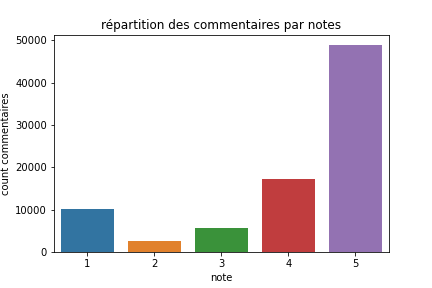 répartition des commentaires par notes
50000
40000
30000
20000
10000
0
count commentaires
1 2 3 4 5
note